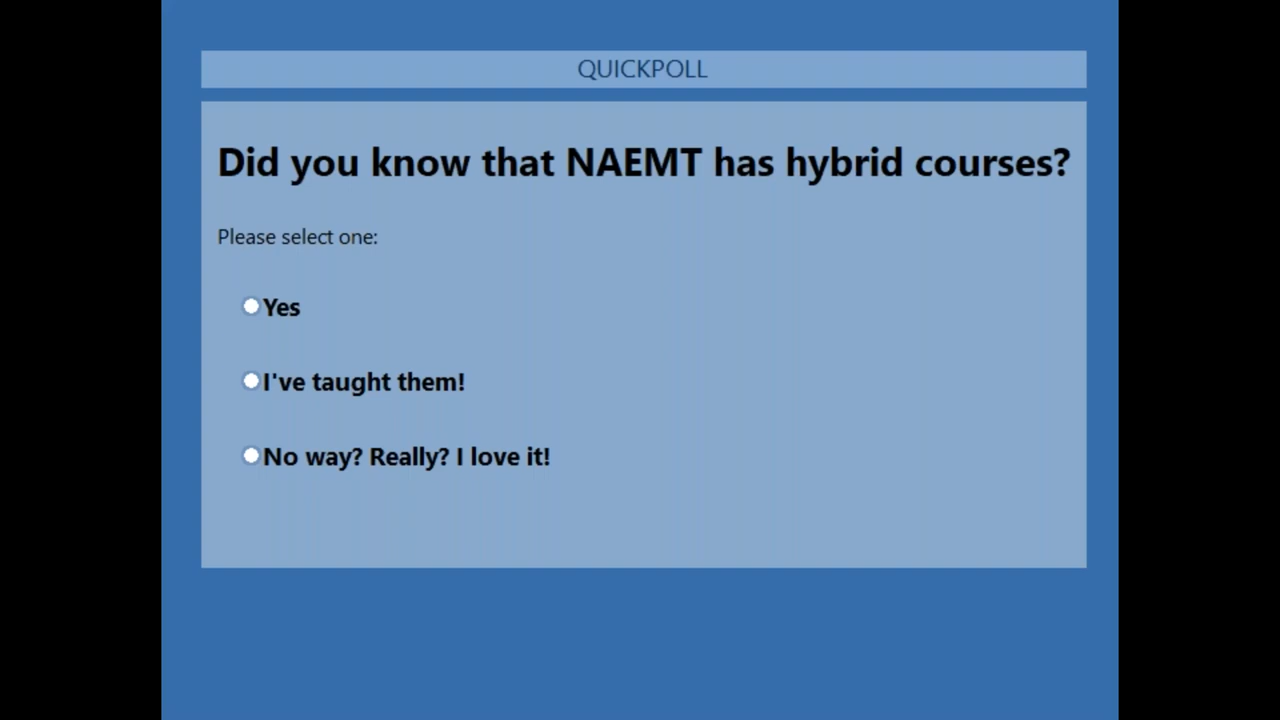 QUICKPOLL
Did you know that NAEMT has hybrid courses?
Please select one:
Yes
I've taught them!
No way? Really? I love it!